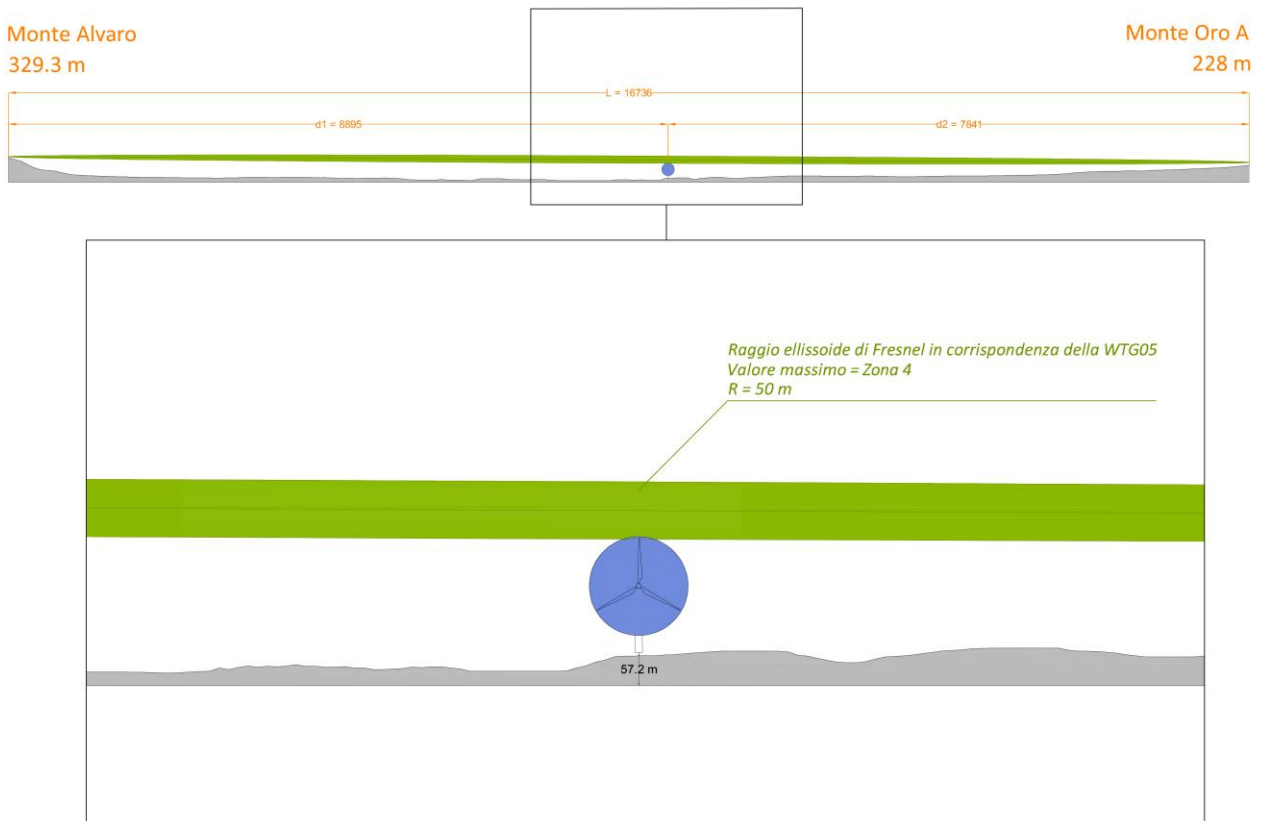 Monte Alvaro
329.3 m
Monte Oro A
228 m
L = 16736
d1 = 8895
d2 = 7841
Raggio ellissoide di Fresnel in corrispondenza della WTG05
Valore massimo = Zona 4
R = 50 m
57.2 m